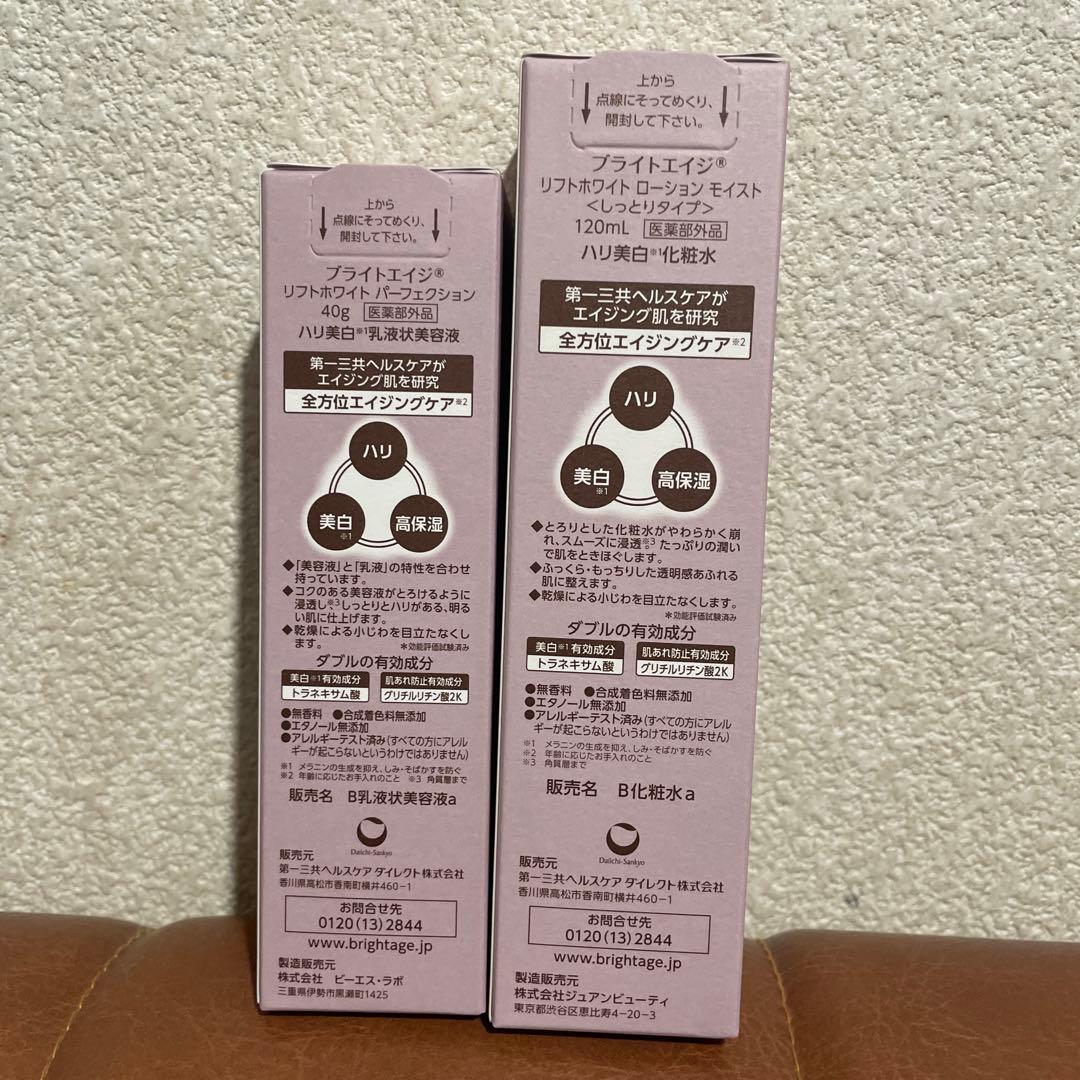 上から
点線にそってめくり、
開封して下さい。
ブライトエイジ®
リフトホワイト パーフェクション
40g 医薬部外品
ハリ美白※1乳液状美容液
第一三共ヘルスケアが
エイジング肌を研究
全方位エイジングケア※2
ハリ
美白
※1
高保湿
◆「美容液」と「乳液」の特性を合わせ
持っています。
◆コクのある美容液がとろけるように
浸透し※3しっとりとハリがある、明る
い肌に仕上げます。
◆乾燥による小じわを目立たなくし
ます。 *効能評価試験済み
ダブルの有効成分
美白※1有効成分
トラネキサム酸
肌あれ防止有効成分
グリチルリチン酸2K
●無香料 ●合成着色料無添加
●エタノール無添加
●アレルギーテスト済み(すべての方にアレル
ギーが起こらないというわけではありません)
※1 メラニンの生成を抑え、しみ・そばかすを防ぐ
※2 年齢に応じたお手入れのこと ※3 角質層まで
販売名 B乳液状美容液a
Daiichi-Sankyo
販売元
第一三共ヘルスケア ダイレクト株式会社
香川県高松市香南町横井460-1
お問合せ先
0120(13)2844
www.brightage.jp
製造販売元
株式会社 ビーエス・ラボ
三重県伊勢市黒瀬町1425
上から
点線にそってめくり、
開封して下さい。
ブライトエイジ®
リフトホワイト ローション モイスト
<しっとりタイプ>
120mL 医薬部外品
ハリ美白※1化粧水
第一三共ヘルスケアが
エイジング肌を研究
全方位エイジングケア※2
ハリ
美白
※1
高保湿
◆とろりとした化粧水がやわらかく崩
れ、スムーズに浸透※3。たっぷりの潤い
で肌をときほぐします。
◆ふっくら・もっちりした透明感あふれる
肌に整えます。
◆乾燥による小じわを目立たなくします。
*効能評価試験済み
ダブルの有効成分
美白※1有効成分
トラネキサム酸
肌あれ防止有効成分
グリチルリチン酸2K
●無香料 ●合成着色料無添加
●エタノール無添加
●アレルギーテスト済み(すべての方にアレル
ギーが起こらないというわけではありません)
※1 メラニンの生成を抑え、しみ・そばかすを防ぐ
※2 年齢に応じたお手入れのこと
※3 角質層まで
販売名 B化粧水a
Daiichi-Sankyo
販売元
第一三共ヘルスケア ダイレクト株式会社
香川県高松市香南町横井460-1
お問合せ先
0120(13)2844
www.brightage.jp
製造販売元
株式会社ジュアンビューティ
東京都渋谷区恵比寿4-20-3